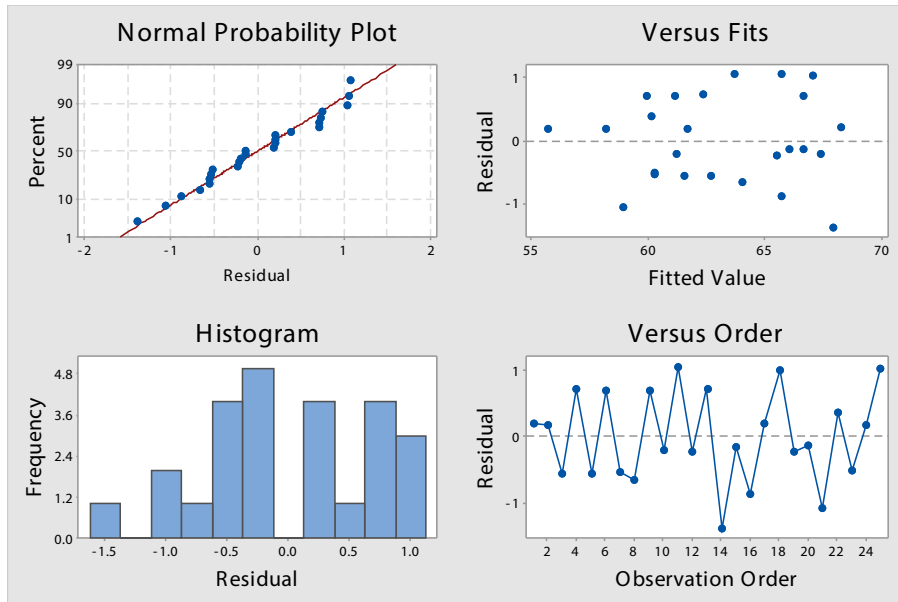 Normal Probability Plot
99
90
50
10
1
Percent
-2 -1 0 1 2
Residual
Versus Fits
1
0
-1
Residual
55 60 65 70
Fitted Value
Histogram
4.8
3.6
2.4
1.2
0.0
Frequency
-1.5 -1.0 -0.5 0.0 0.5 1.0
Residual
Versus Order
1
0
-1
Residual
2 4 6 8 10 12 14 16 18 20 22 24
Observation Order